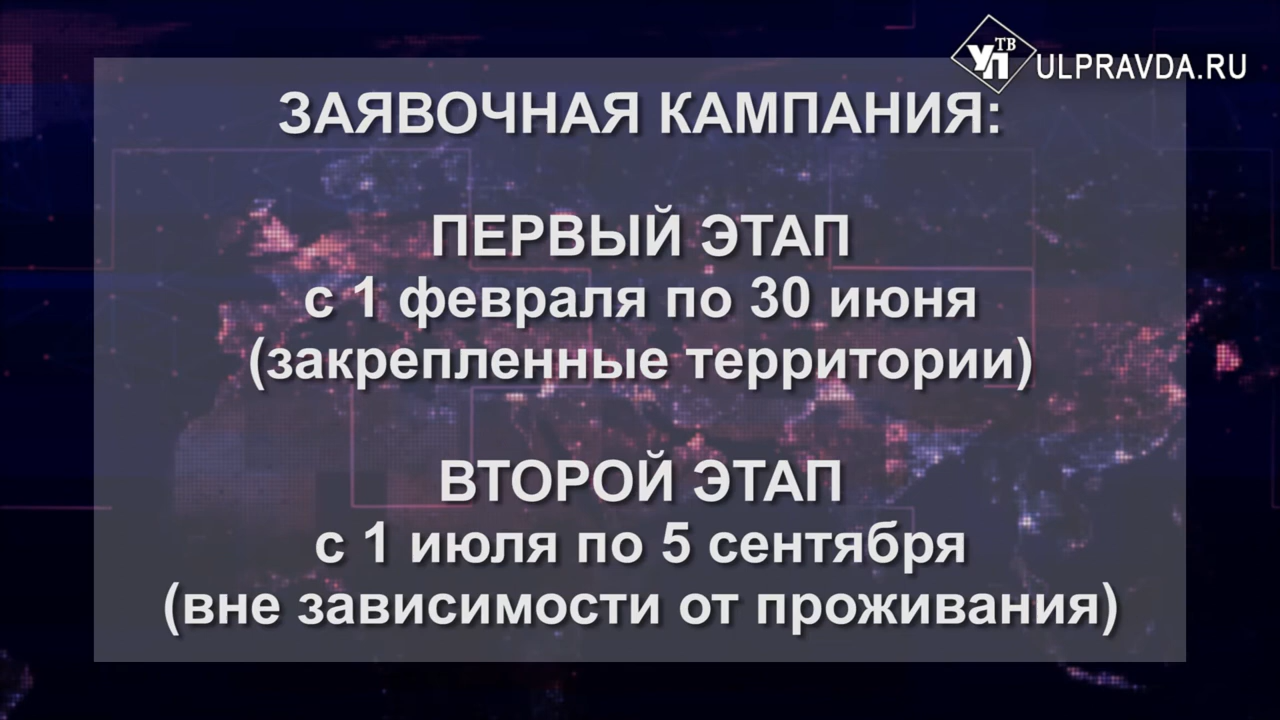 УП ТВ ULPRAVDA.RU
ЗАЯВОЧНАЯ КАМПАНИЯ:
ПЕРВЫЙ ЭТАП
с 1 февраля по 30 июня
(закрепленные территории)
ВТОРОЙ ЭТАП
с 1 июля по 5 сентября
(вне зависимости от проживания)